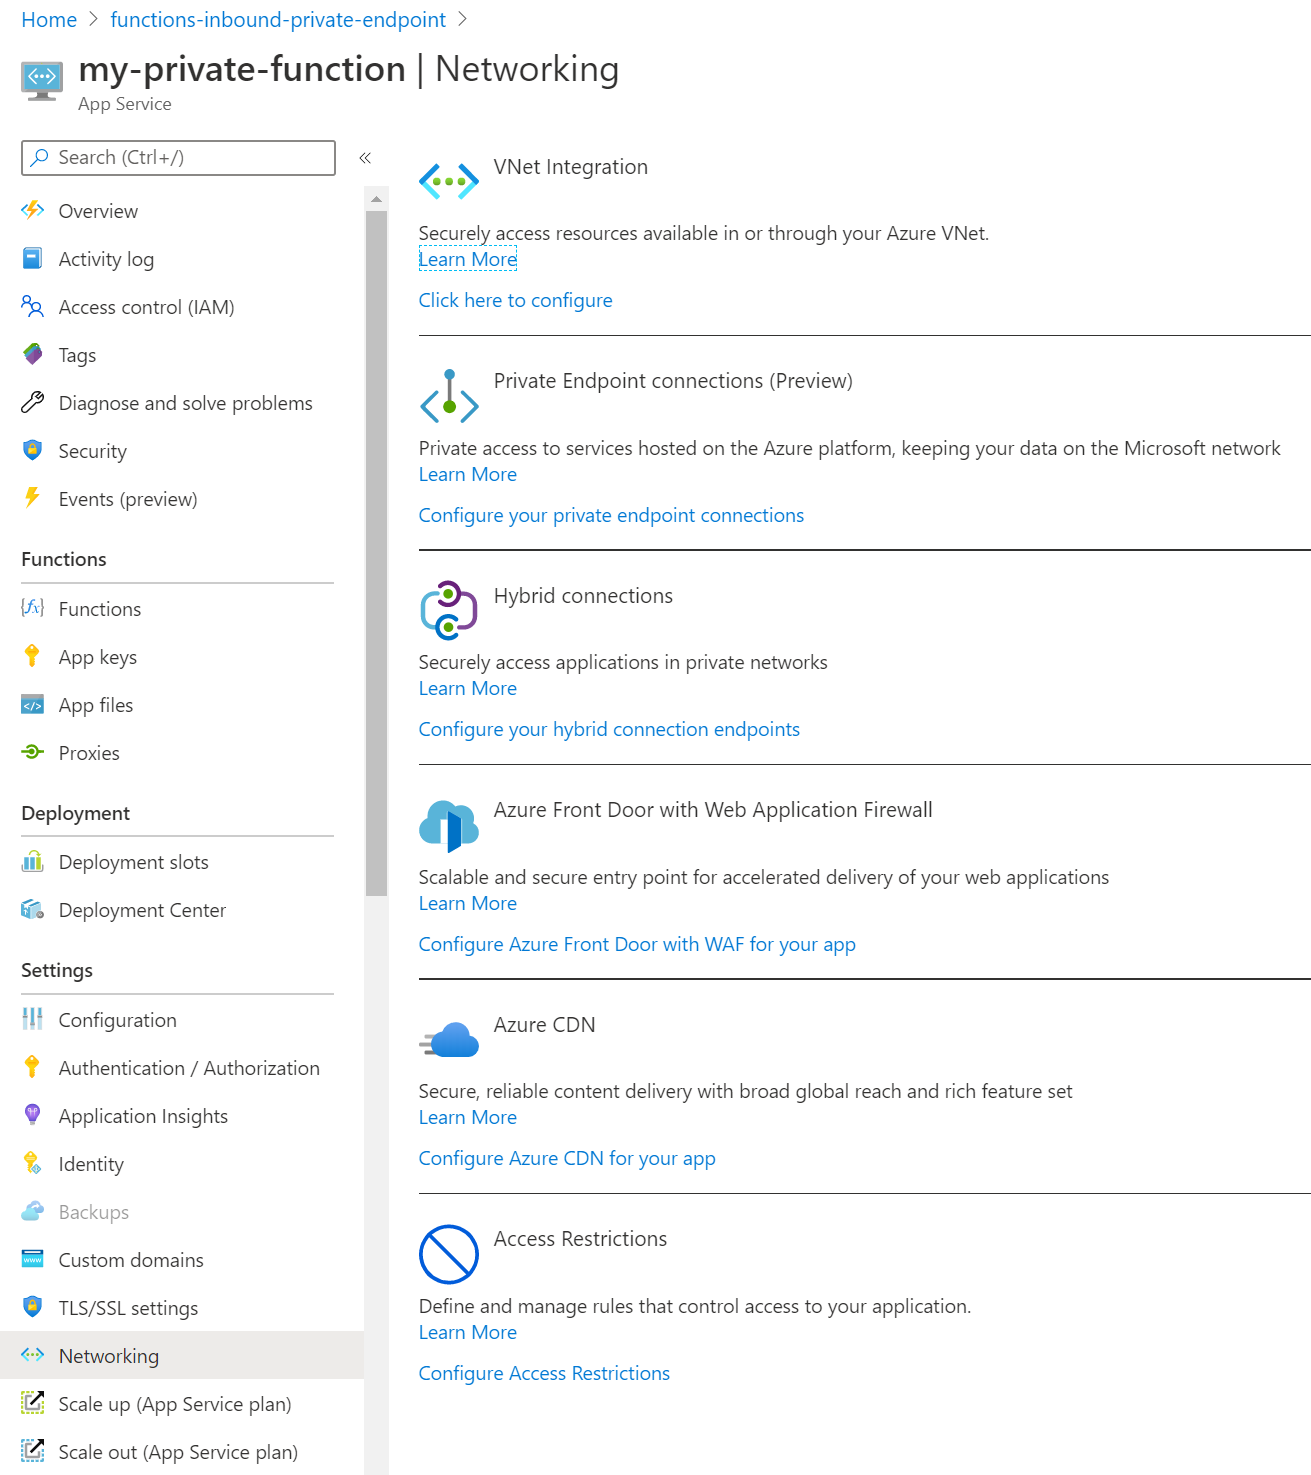 Home > functions-inbound-private-endpoint >
my-private-function | Networking
App Service
Search (Ctrl+/)
«
Overview
Activity log
Access control (IAM)
Tags
Diagnose and solve problems
Security
Events (preview)
Functions
Functions
App keys
App files
Proxies
Deployment
Deployment slots
Deployment Center
Settings
Configuration
Authentication / Authorization
Application Insights
Identity
Backups
Custom domains
TLS/SSL settings
Networking
Scale up (App Service plan)
Scale out (App Service plan)
VNet Integration
Securely access resources available in or through your Azure VNet.
Learn More
Click here to configure
Private Endpoint connections (Preview)
Private access to services hosted on the Azure platform, keeping your data on the Microsoft network
Learn More
Configure your private endpoint connections
Hybrid connections
Securely access applications in private networks
Learn More
Configure your hybrid connection endpoints
Azure Front Door with Web Application Firewall
Scalable and secure entry point for accelerated delivery of your web applications
Learn More
Configure Azure Front Door with WAF for your app
Azure CDN
Secure, reliable content delivery with broad global reach and rich feature set
Learn More
Configure Azure CDN for your app
Access Restrictions
Define and manage rules that control access to your application.
Learn More
Configure Access Restrictions